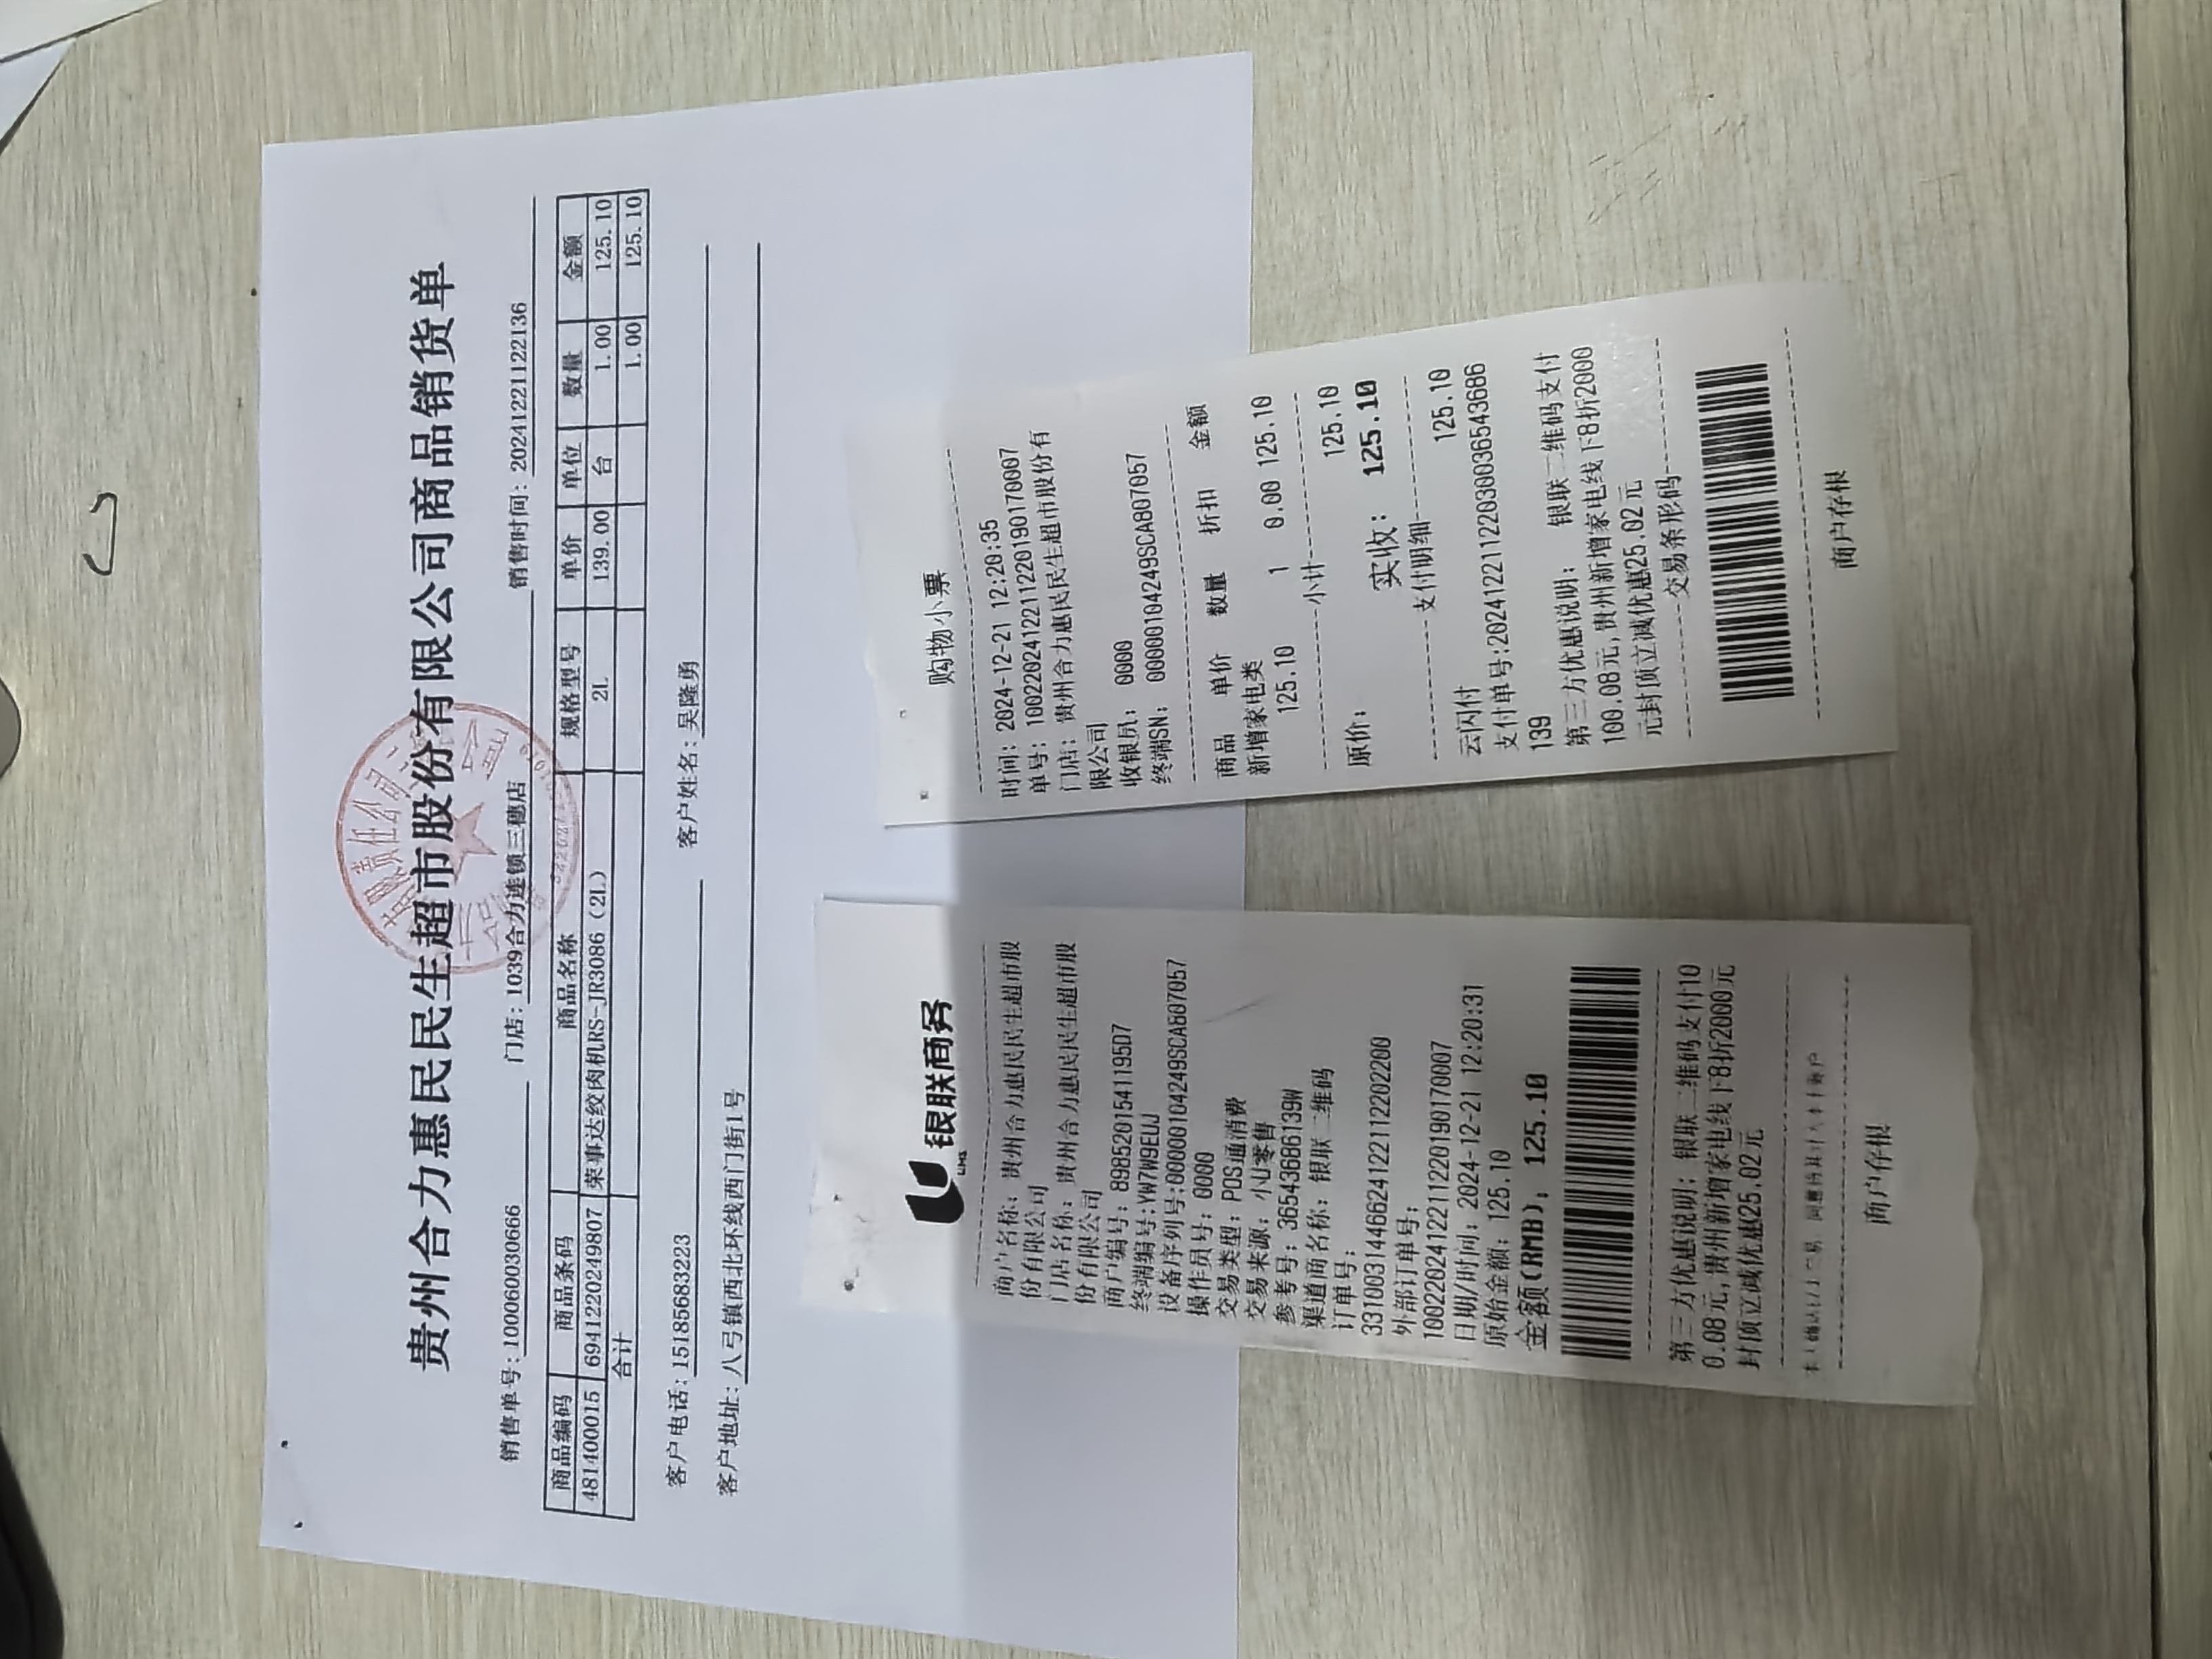 贵州合力惠民民生超市股份有限公司商品销货单
销售单号: 100060030666 门店: 1039合力连锁三穗店 销售时间: 20241221122136
商品编码 商品条码 商品名称 规格型号 单价 单位 数量 金额
481400015 6941220249807 荣事达绞肉机RS-JR3086（2L） 2L 139.00 台 1.00 125.10
合计 1.00 125.10
客户电话: 15185683223 客户姓名: 吴隆勇
客户地址: 八弓镇西北环线西门街1号
银联商务
商户名称: 贵州合力惠民民生超市股
份有限公司
门店名称: 贵州合力惠民民生超市股
份有限公司
商户编号: 8985201541195D7
终端编号:YW7W9EUJ
设备序列号:00000104249SCA807057
操作员号: 0000
交易类型: POS通消费
交易来源: 小U零售
参考号: 36543686139W
渠道商名称: 银联二维码
订单号:
33100314466241221122202200
外部订单号:
10022024122112201901 70007
日期/时间: 2024-12-21 12:20:31
原始金额: 125.10
金额(RMB): 125.10
第三方优惠说明: 银联二维码支付10
0.08元,贵州新增家电线下8折2000元
封顶立减优惠25.02元
商户存根
购物小票
时间: 2024-12-21 12:20:35
单号: 1002202412211220190170007
门店: 贵州合力惠民民生超市股份有
限公司
收银员: 0000
终端SN: 00000104249SCA807057
商品 单价 数量 折扣 金额
新增家电类
125.10 1 0.00 125.10
小计
原价: 125.10
实收: 125.10
支付明细
云闪付 125.10
支付单号:20241221122030036543686
139
第三方优惠说明: 银联二维码支付
100.08元,贵州新增家电线下8折2000
元封顶立减优惠25.02元
交易条形码
商户存根